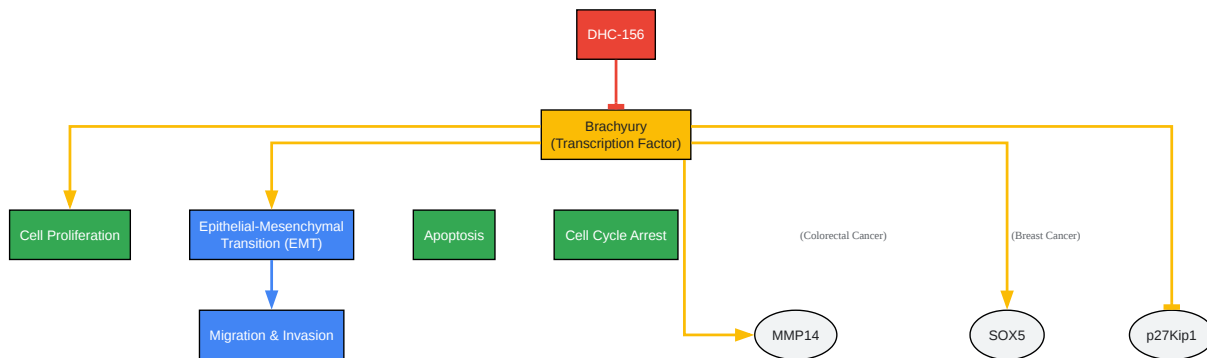 DHC-156
Brachyury
(Transcription Factor)
Cell Proliferation
Epithelial-Mesenchymal
Transition (EMT)
Apoptosis
Cell Cycle Arrest
(Colorectal Cancer)
(Breast Cancer)
Migration & Invasion
MMP14
SOX5
p27Kip1